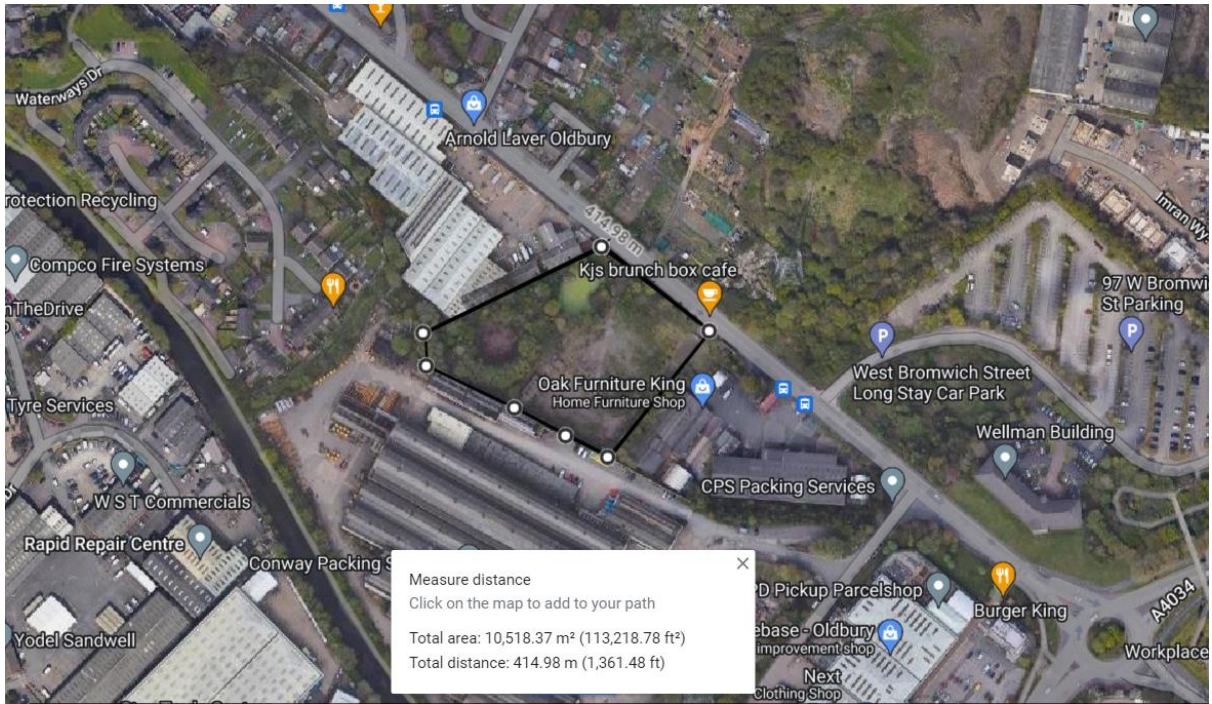 Waterways Dr
Arnold Laver Oldbury
rotection Recycling
Compco Fire Systems
nTheDrive
414.98 m
Kjs brunch box cafe
Imran Wy
97 W Bromwi
St Parking
West Bromwich Street
Long Stay Car Park
Oak Furniture King
Home Furniture Shop
Tyre Services
Wellman Building
W S T Commercials
CPS Packing Services
Rapid Repair Centre
Conway Packing S
Measure distance
Click on the map to add to your path
Total area: 10,518.37 m² (113,218.78 ft²)
Total distance: 414.98 m (1,361.48 ft)
PD Pickup Parcelshop
Burger King
A4034
ebase - Oldbury
improvement shop
Workplace
Yodel Sandwell
Next
Clothing Shop
P
P